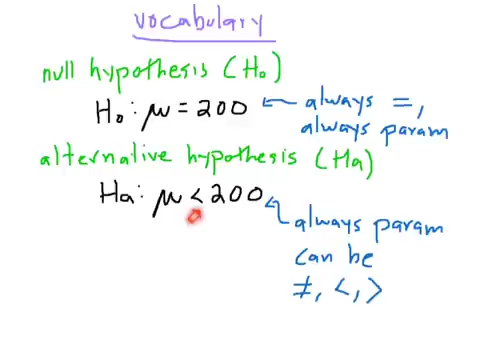 vocabulary
null hypothesis (H₀)
H₀: μ = 200 ← always =,
always param
alternative hypothesis (Ha)
Ha: μ < 200
always param
can be
≠, <, >